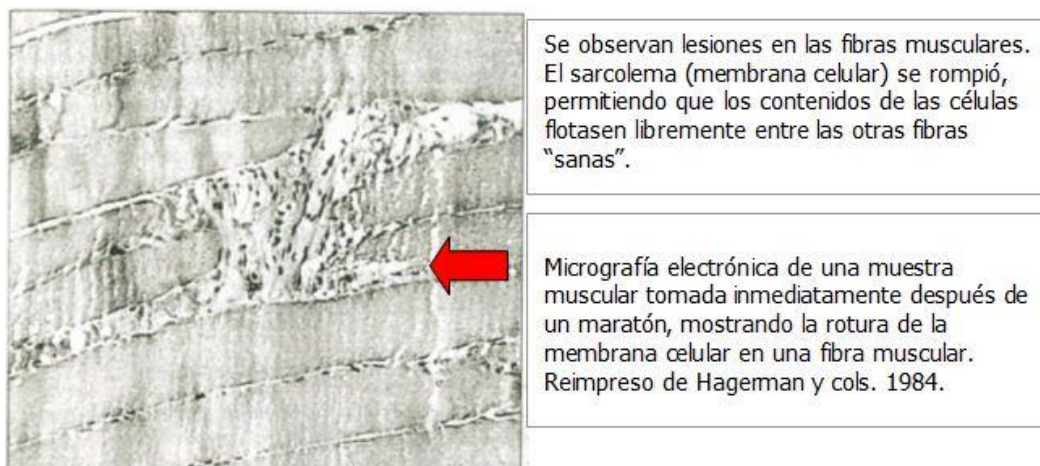 Se observan lesiones en las fibras musculares.
El sarcolema (membrana celular) se rompió,
permitiendo que los contenidos de las células
flotasen libremente entre las otras fibras
“sanas”.
Micrografía electrónica de una muestra
muscular tomada inmediatamente después de
un maratón, mostrando la rotura de la
membrana celular en una fibra muscular.
Reimpreso de Hagerman y cols. 1984.